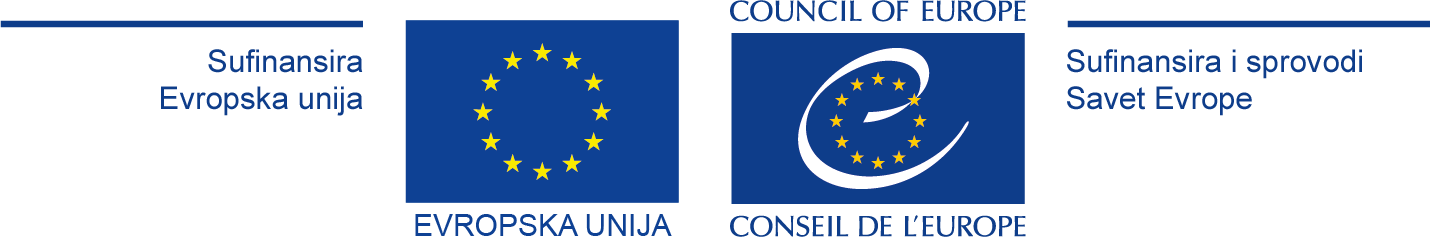 Sufinansira
Evropska unija
EVROPSKA UNIJA
COUNCIL OF EUROPE
CONSEIL DE L'EUROPE
Sufinansira i sprovodi
Savet Evrope